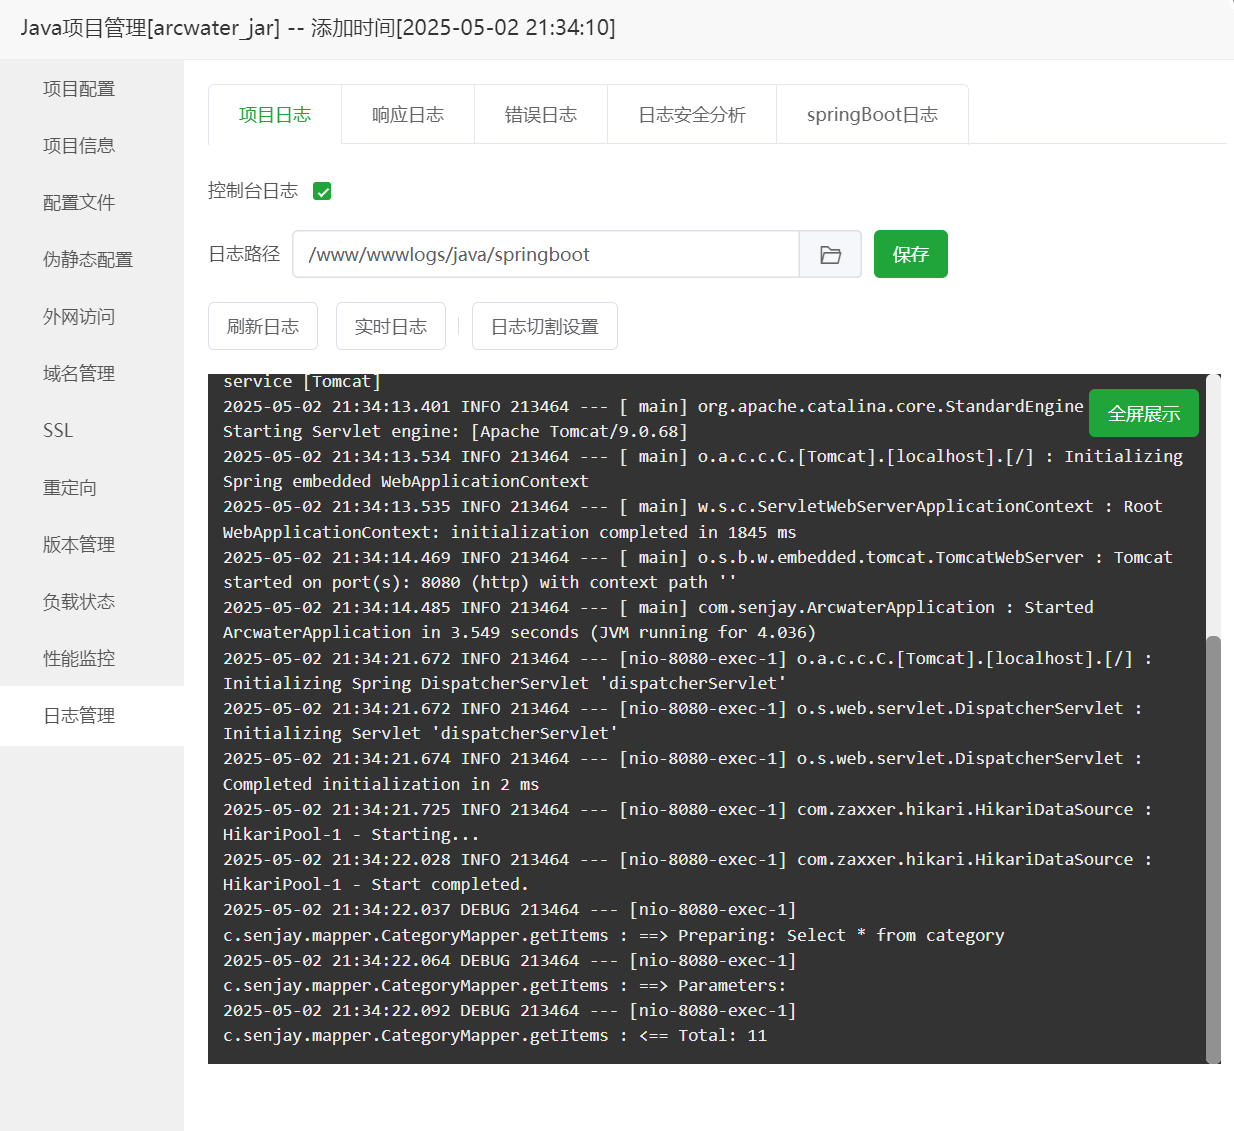 Java项目管理[arcwater_jar] -- 添加时间[2025-05-02 21:34:10]
项目配置
项目信息
配置文件
伪静态配置
外网访问
域名管理
SSL
重定向
版本管理
负载状态
性能监控
日志管理
项目日志 响应日志 错误日志 日志安全分析 springBoot日志
控制台日志
日志路径 /www/wwwlogs/java/springboot 保存
刷新日志 实时日志 日志切割设置
全屏展示
service [Tomcat]
2025-05-02 21:34:13.401 INFO 213464 --- [ main] org.apache.catalina.core.StandardEngine
Starting Servlet engine: [Apache Tomcat/9.0.68]
2025-05-02 21:34:13.534 INFO 213464 --- [ main] o.a.c.c.C.[Tomcat].[localhost].[/] : Initializing
Spring embedded WebApplicationContext
2025-05-02 21:34:13.535 INFO 213464 --- [ main] w.s.c.ServletWebServerApplicationContext : Root
WebApplicationContext: initialization completed in 1845 ms
2025-05-02 21:34:14.469 INFO 213464 --- [ main] o.s.b.w.embedded.tomcat.TomcatWebServer : Tomcat
started on port(s): 8080 (http) with context path ''
2025-05-02 21:34:14.485 INFO 213464 --- [ main] com.senjay.ArcwaterApplication : Started
ArcwaterApplication in 3.549 seconds (JVM running for 4.036)
2025-05-02 21:34:21.672 INFO 213464 --- [nio-8080-exec-1] o.a.c.c.C.[Tomcat].[localhost].[/] :
Initializing Spring DispatcherServlet 'dispatcherServlet'
2025-05-02 21:34:21.672 INFO 213464 --- [nio-8080-exec-1] o.s.web.servlet.DispatcherServlet :
Initializing Servlet 'dispatcherServlet'
2025-05-02 21:34:21.674 INFO 213464 --- [nio-8080-exec-1] o.s.web.servlet.DispatcherServlet :
Completed initialization in 2 ms
2025-05-02 21:34:21.725 INFO 213464 --- [nio-8080-exec-1] com.zaxxer.hikari.HikariDataSource :
HikariPool-1 - Starting...
2025-05-02 21:34:22.028 INFO 213464 --- [nio-8080-exec-1] com.zaxxer.hikari.HikariDataSource :
HikariPool-1 - Start completed.
2025-05-02 21:34:22.037 DEBUG 213464 --- [nio-8080-exec-1]
c.senjay.mapper.CategoryMapper.getItems : ==> Preparing: Select * from category
2025-05-02 21:34:22.064 DEBUG 213464 --- [nio-8080-exec-1]
c.senjay.mapper.CategoryMapper.getItems : ==> Parameters:
2025-05-02 21:34:22.092 DEBUG 213464 --- [nio-8080-exec-1]
c.senjay.mapper.CategoryMapper.getItems : <== Total: 11